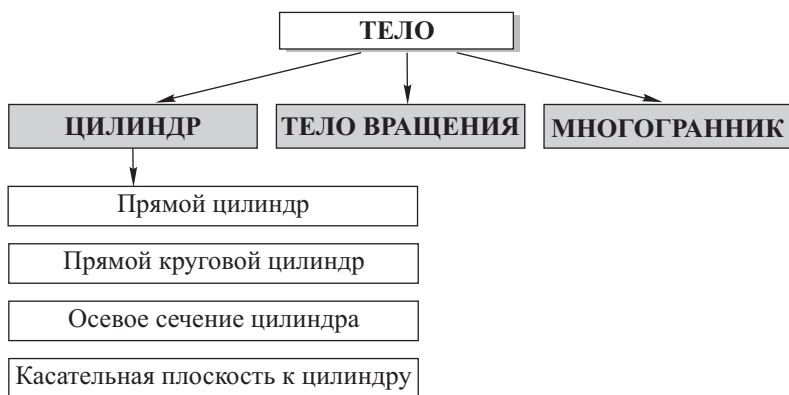 ТЕЛО
ЦИЛИНДР
ТЕЛО ВРАЩЕНИЯ
МНОГОГРАННИК
Прямой цилиндр
Прямой круговой цилиндр
Осевое сечение цилиндра
Касательная плоскость к цилиндру